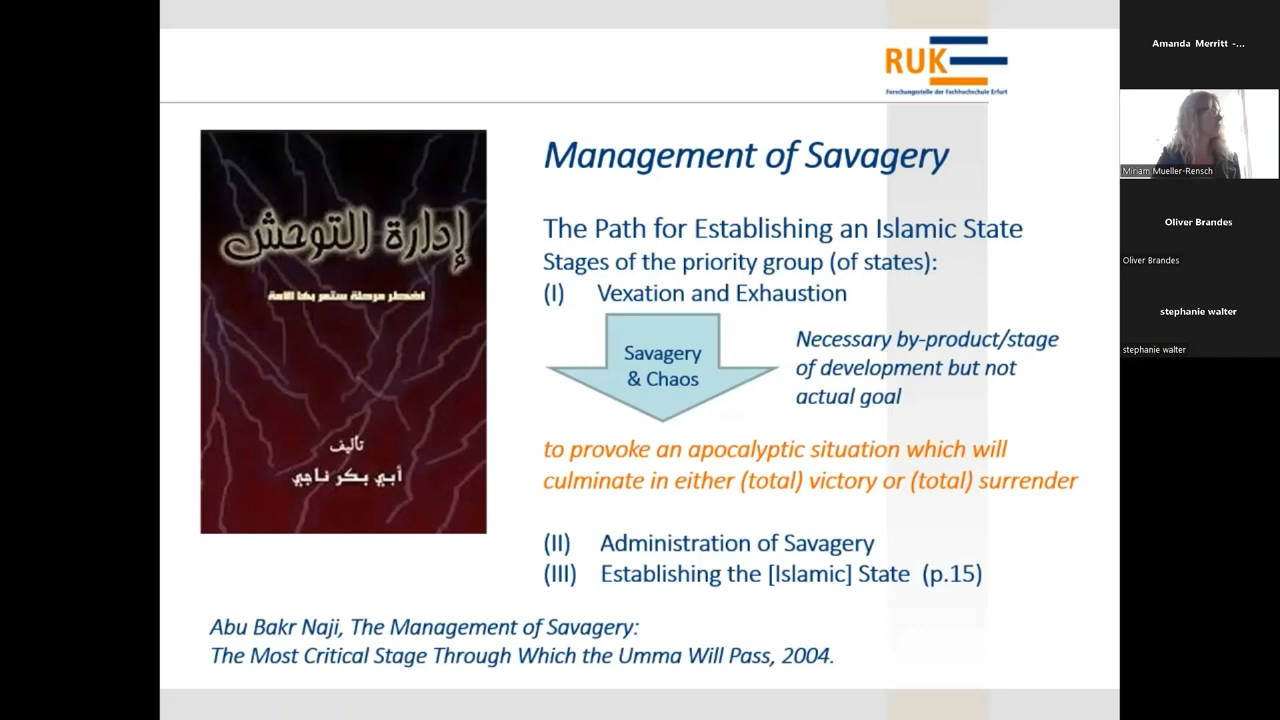 RUK
Forschungsstelle der Fachhochschule Erfurt
إدارة التوحش
أخطر مرحلة ستمر بها الأمة
تأليف
أبي بكر ناجي
Management of Savagery
The Path for Establishing an Islamic State
Stages of the priority group (of states):
(I) Vexation and Exhaustion
Savagery
& Chaos
Necessary by-product/stage
of development but not
actual goal
to provoke an apocalyptic situation which will
culminate in either (total) victory or (total) surrender
(II) Administration of Savagery
(III) Establishing the [Islamic] State (p.15)
Abu Bakr Naji, The Management of Savagery:
The Most Critical Stage Through Which the Umma Will Pass, 2004.
Amanda Merritt -...
Miriam Mueller-Rensch
Oliver Brandes
Oliver Brandes
stephanie walter
stephanie walter